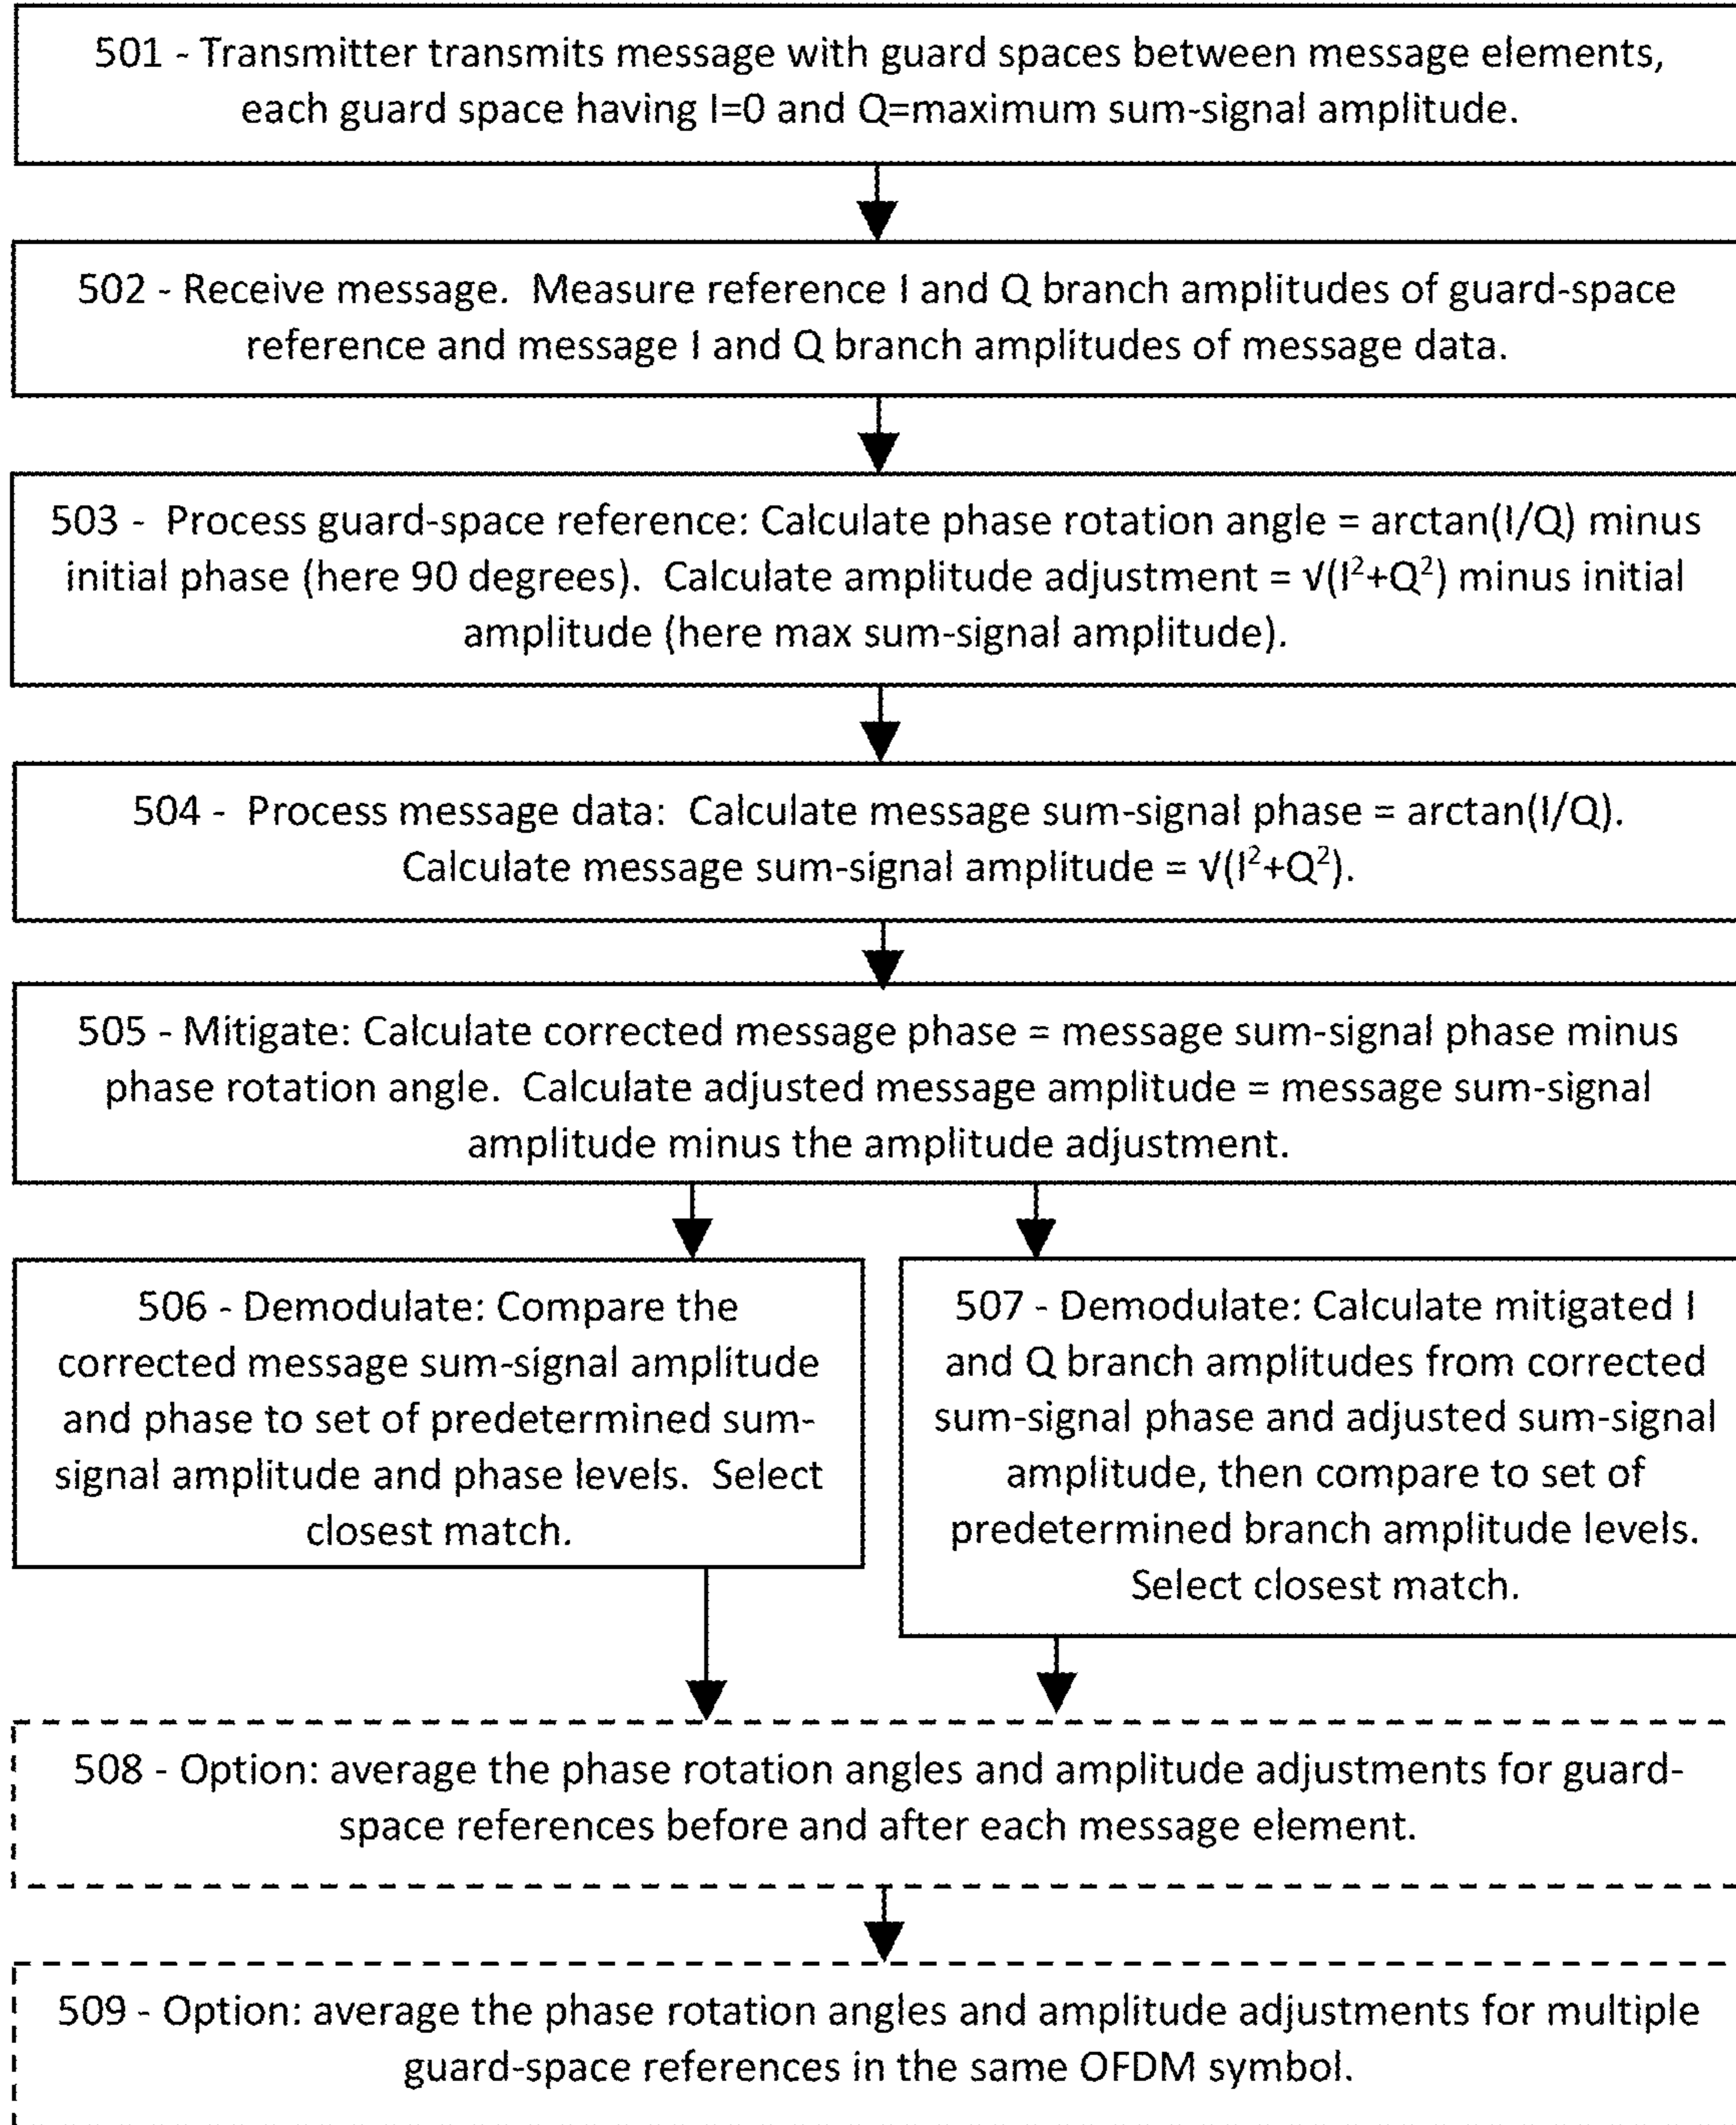 501 - Transmitter transmits message with guard spaces between message elements,
each guard space having I=0 and Q=maximum sum-signal amplitude.
502 - Receive message.  Measure reference I and Q branch amplitudes of guard-space
reference and message I and Q branch amplitudes of message data.
503 -  Process guard-space reference: Calculate phase rotation angle = arctan(I/Q) minus
initial phase (here 90 degrees).  Calculate amplitude adjustment = √(I²+Q²) minus initial
amplitude (here max sum-signal amplitude).
504 -  Process message data:  Calculate message sum-signal phase = arctan(I/Q).
Calculate message sum-signal amplitude = √(I²+Q²).
505 - Mitigate: Calculate corrected message phase = message sum-signal phase minus
phase rotation angle.  Calculate adjusted message amplitude = message sum-signal
amplitude minus the amplitude adjustment.
506 - Demodulate: Compare the
corrected message sum-signal amplitude
and phase to set of predetermined sum-
signal amplitude and phase levels.  Select
closest match.
507 - Demodulate: Calculate mitigated I
and Q branch amplitudes from corrected
sum-signal phase and adjusted sum-signal
amplitude, then compare to set of
predetermined branch amplitude levels.
Select closest match.
508 - Option: average the phase rotation angles and amplitude adjustments for guard-
space references before and after each message element.
509 - Option: average the phase rotation angles and amplitude adjustments for multiple
guard-space references in the same OFDM symbol.